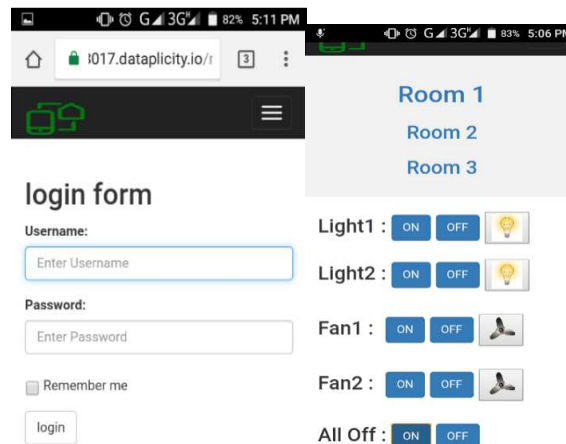 G 3G 82% 5:11 PM
3017.dataplicity.io/r
3
login form
Username:
Enter Username
Password:
Enter Password
Remember me
login
G 3G 83% 5:06 PM
Room 1
Room 2
Room 3
Light1 : ON OFF
Light2 : ON OFF
Fan1 : ON OFF
Fan2 : ON OFF
All Off : ON OFF